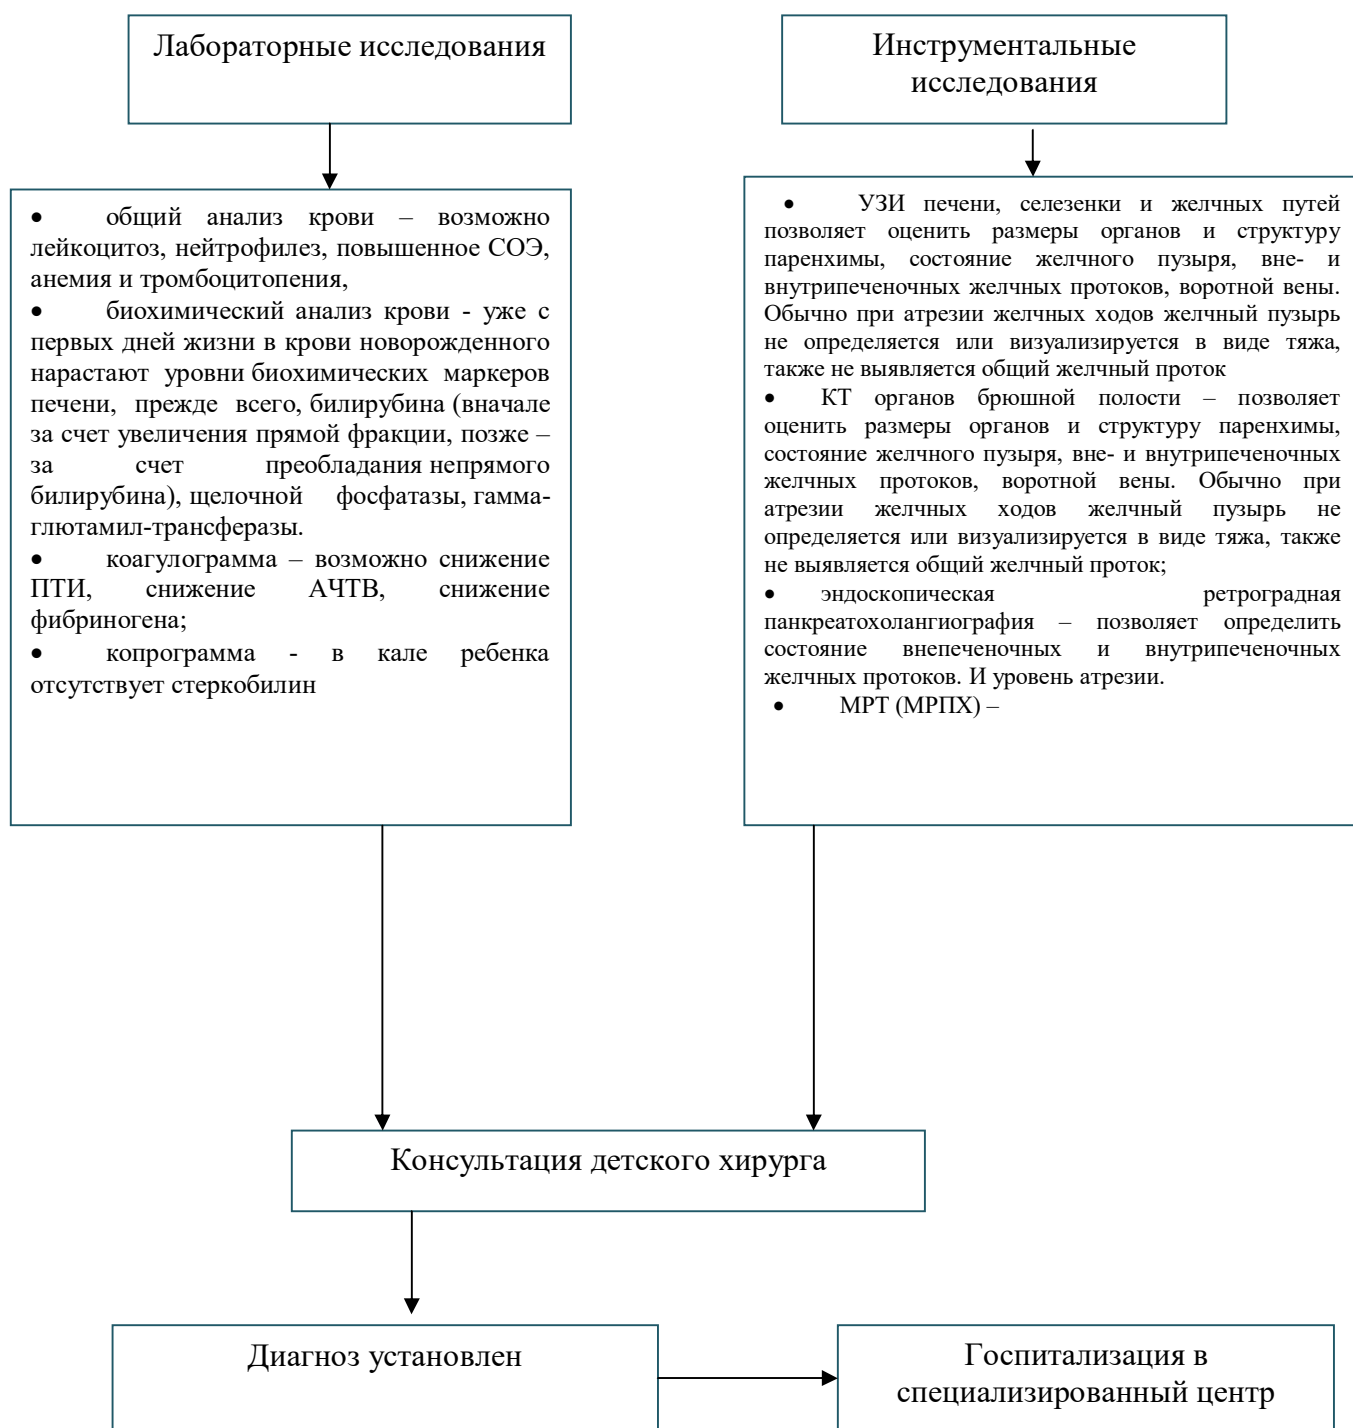 Лабораторные исследования
Инструментальные
исследования
• общий анализ крови – возможно
лейкоцитоз, нейтрофилез, повышенное СОЭ,
анемия и тромбоцитопения,
• биохимический анализ крови - уже с
первых дней жизни в крови новорожденного
нарастают уровни биохимических маркеров
печени, прежде всего, билирубина (вначале
за счет увеличения прямой фракции, позже –
за счет преобладания непрямого
билирубина), щелочной фосфатазы, гамма-
глютамил-трансферазы.
• коагулограмма – возможно снижение
ПТИ, снижение АЧТВ, снижение
фибриногена;
• копрограмма - в кале ребенка
отсутствует стеркобилин
• УЗИ печени, селезенки и желчных путей
позволяет оценить размеры органов и структуру
паренхимы, состояние желчного пузыря, вне- и
внутрипеченочных желчных протоков, воротной вены.
Обычно при атрезии желчных ходов желчный пузырь
не определяется или визуализируется в виде тяжа,
также не выявляется общий желчный проток
• КТ органов брюшной полости – позволяет
оценить размеры органов и структуру паренхимы,
состояние желчного пузыря, вне- и внутрипеченочных
желчных протоков, воротной вены. Обычно при
атрезии желчных ходов желчный пузырь не
определяется или визуализируется в виде тяжа, также
не выявляется общий желчный проток;
• эндоскопическая ретроградная
панкреатохолангиография – позволяет определить
состояние внепеченочных и внутрипеченочных
желчных протоков. И уровень атрезии.
• МРТ (МРПХ) –
Консультация детского хирурга
Диагноз установлен
Госпитализация в
специализированный центр